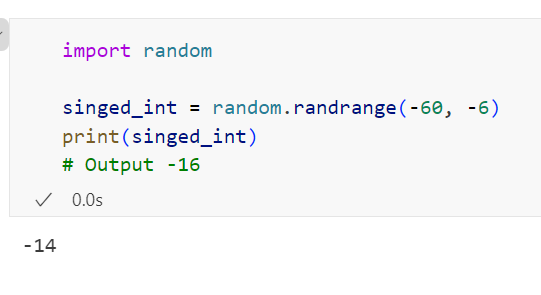 import random
singed_int = random.randrange(-60, -6)
print(singed_int)
# Output -16
0.0s
-14